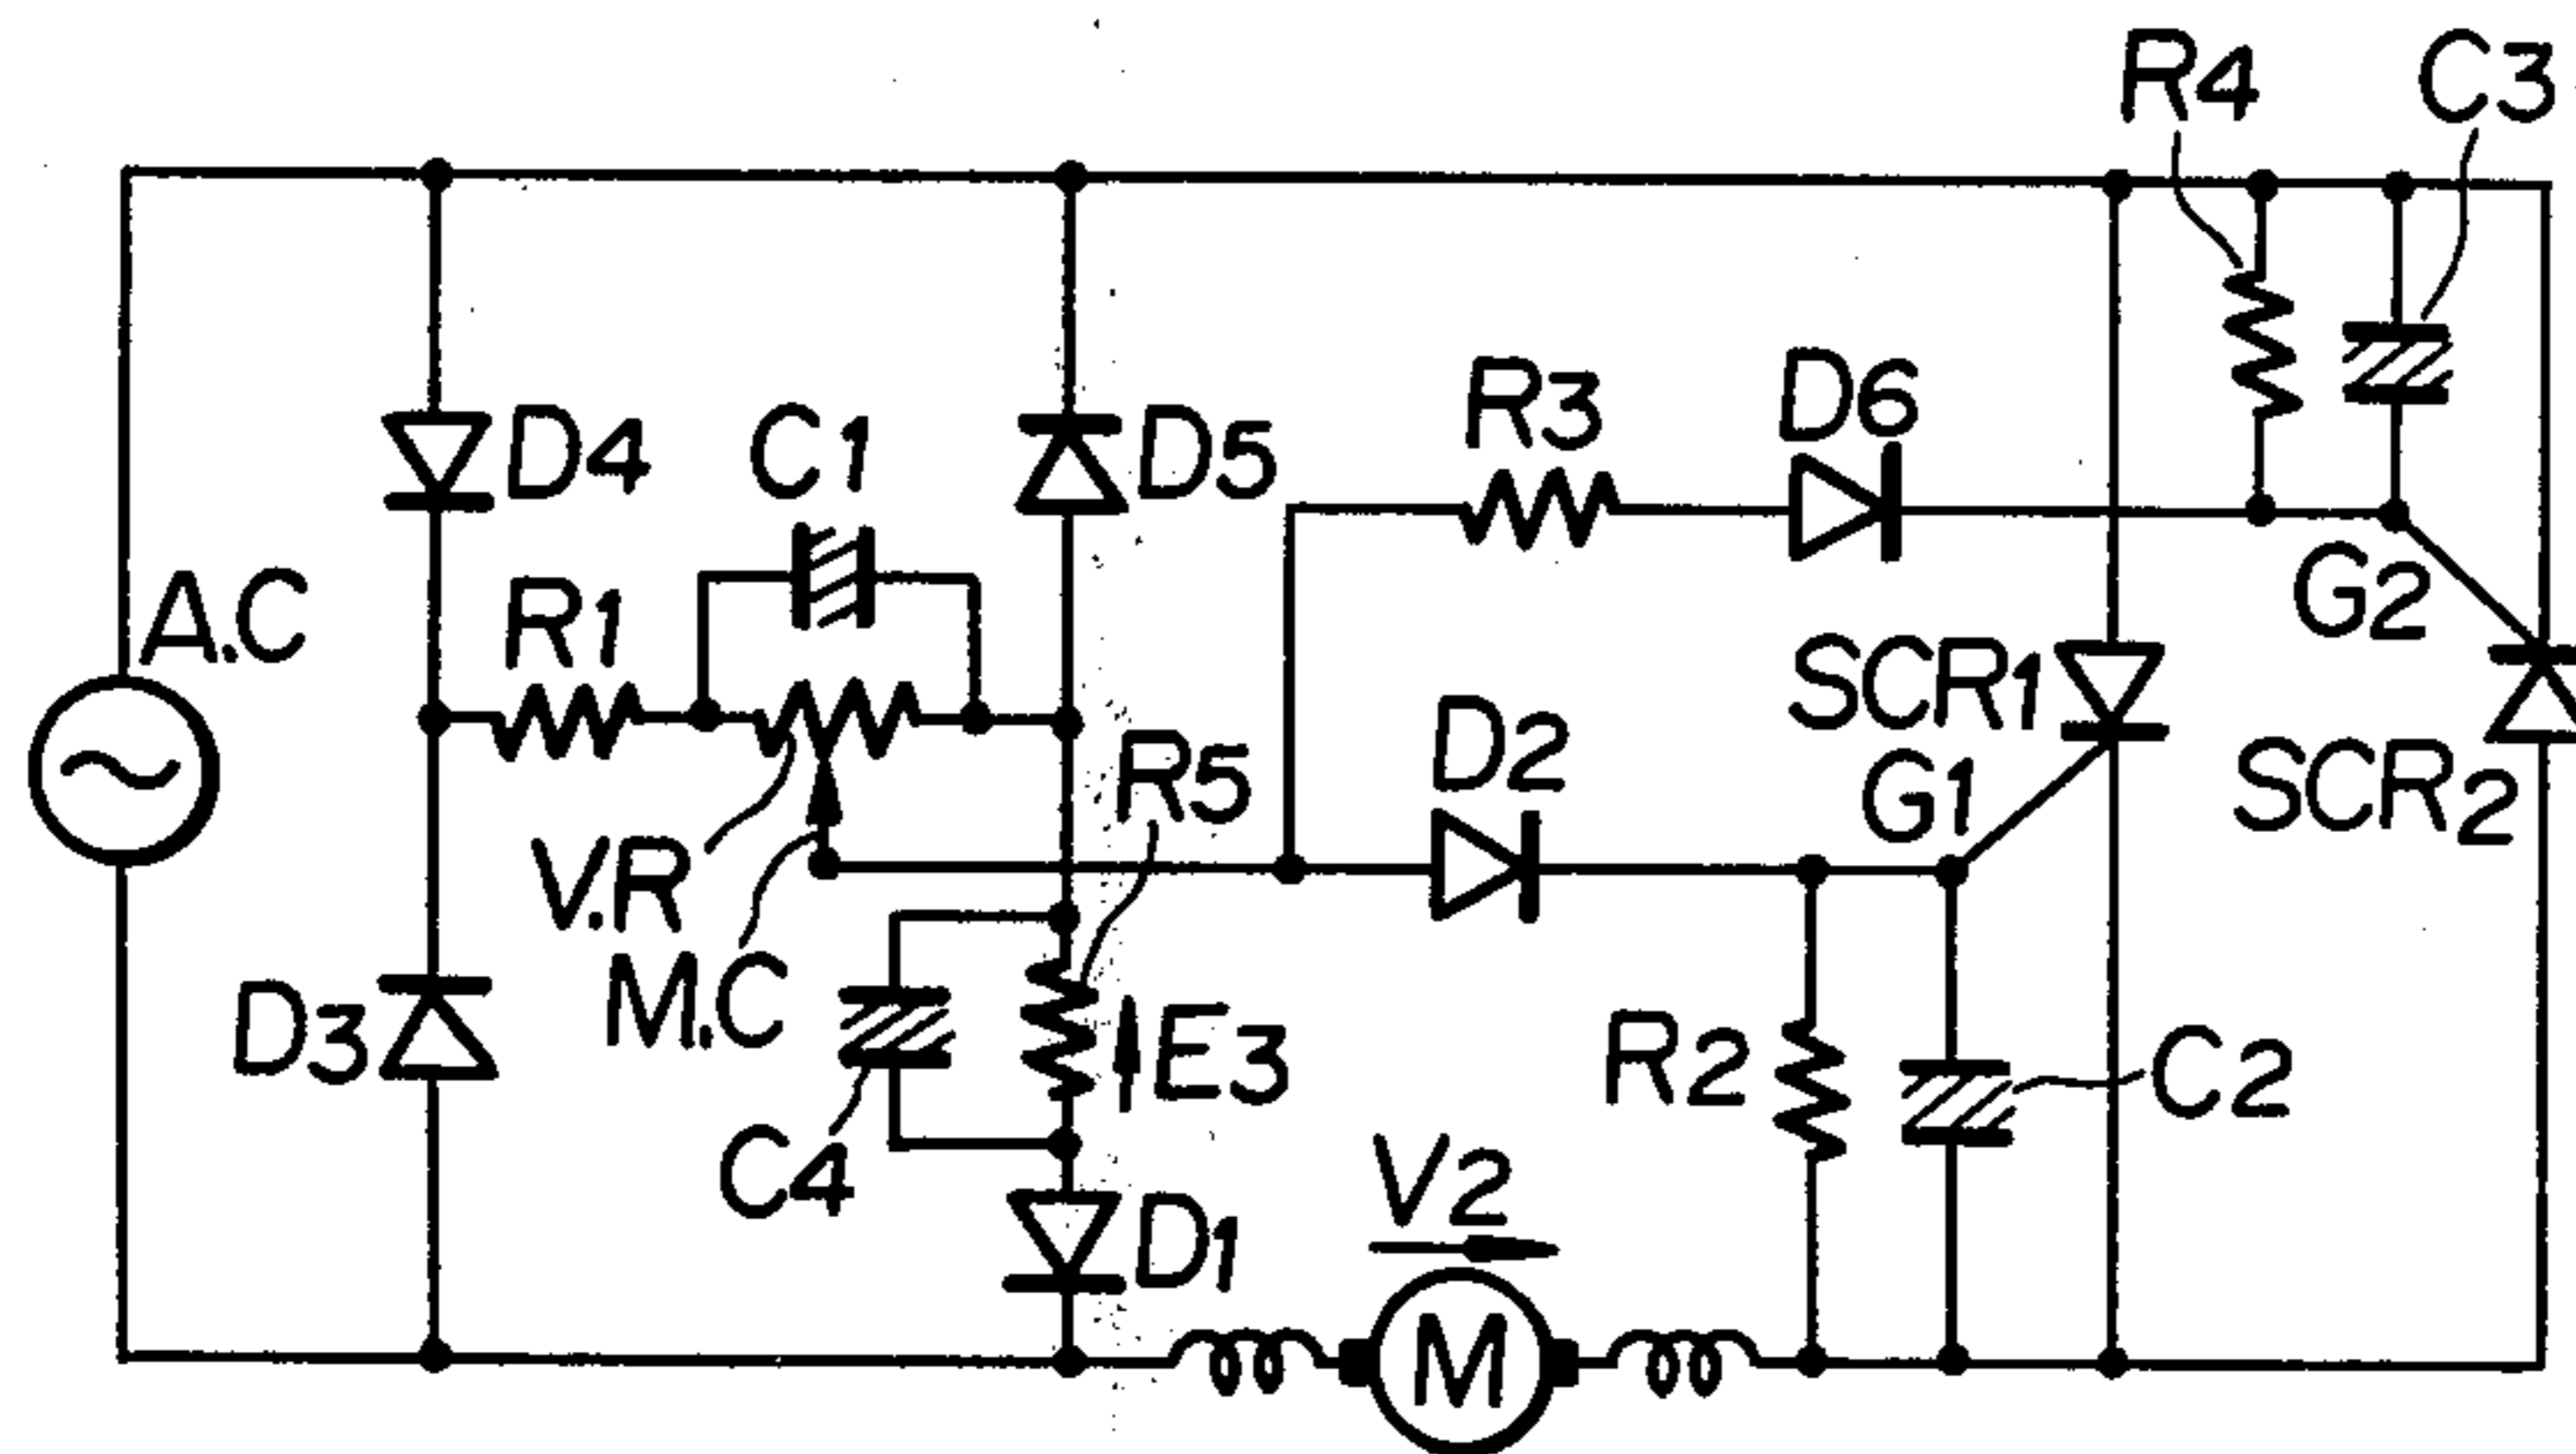 R4
C3
D4
C1
D5
R3
D6
A.C
R1
G2
SCR1
D2
R5
G1
SCR2
V.R
M.C
D3
E3
R2
C2
C4
V2
D1
M